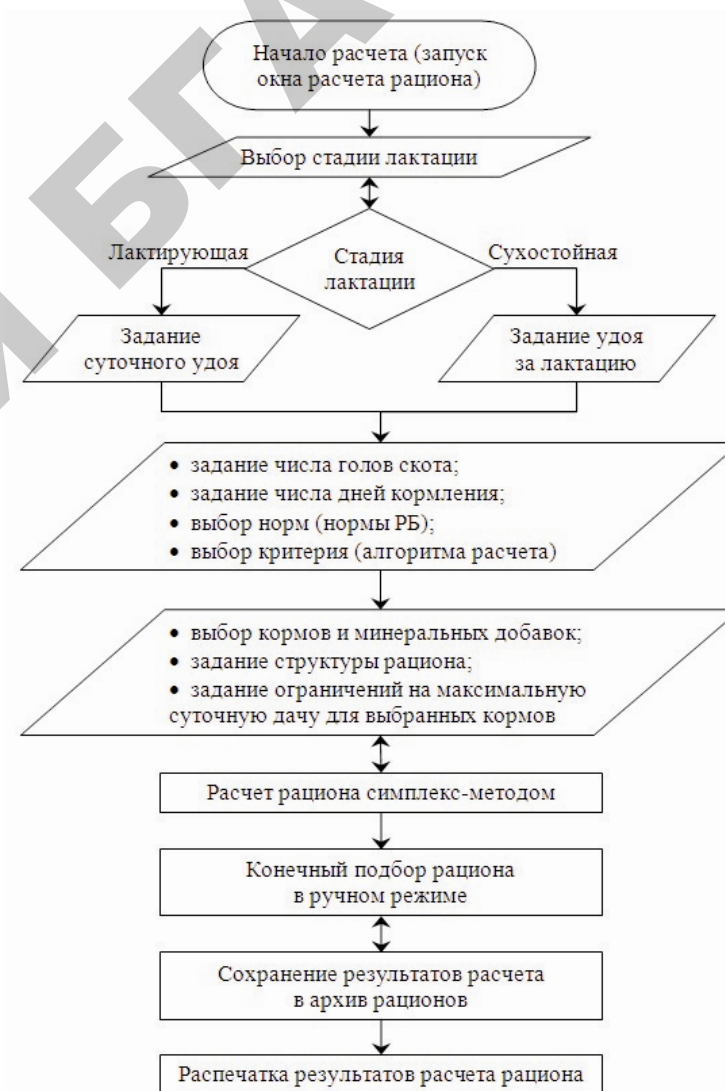 Начало расчета (запуск
окна расчета рациона)
Выбор стадии лактации
Лактирующая
Стадия
лактации
Сухостойная
Задание
суточного удоя
Задание удоя
за лактацию
• задание числа голов скота;
• задание числа дней кормления;
• выбор норм (нормы РБ);
• выбор критерия (алгоритма расчета)
• выбор кормов и минеральных добавок;
• задание структуры рациона;
• задание ограничений на максимальную
суточную дачу для выбранных кормов
Расчет рациона симплекс-методом
Конечный подбор рациона
в ручном режиме
Сохранение результатов расчета
в архив рационов
Распечатка результатов расчета рациона